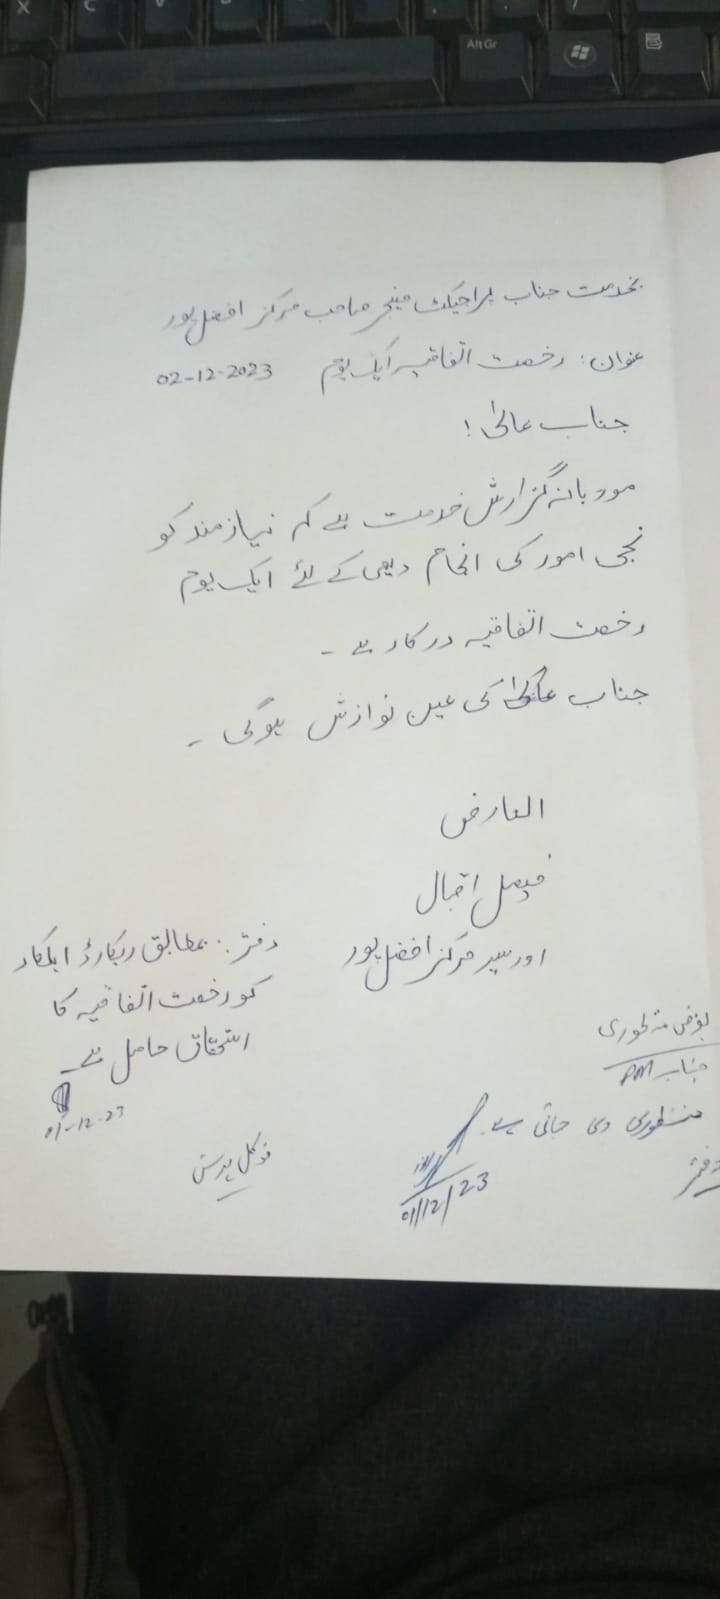 بخدمت جناب پراجیکٹ منیجر صاحب مرکز افضل پور
عنوان: رخصت اتفاقیہ ایک یوم 02-12-2023
جناب عالیٰ!
مودبانہ گزارش خدمت ہے کہ نیازمند کو
نجی امور کی انجام دہی کے لئے ایک یوم
رخصت اتفاقیہ درکار ہے۔
جناب عالیٰ کی عین نوازش ہوگی۔
العارض
فیصل اقبال
اورسیر مرکز افضل پور
دفتر: بمطابق ریکارڈ اہلکار
کو رخصت اتفاقیہ کا
استحقاق حاصل ہے۔
01-12-23
فوکل پرسن
بغرض منظوری
جناب PM
منظوری دی جاتی ہے۔
01/12/23
دفتر
Alt Gr
X
C
V
B